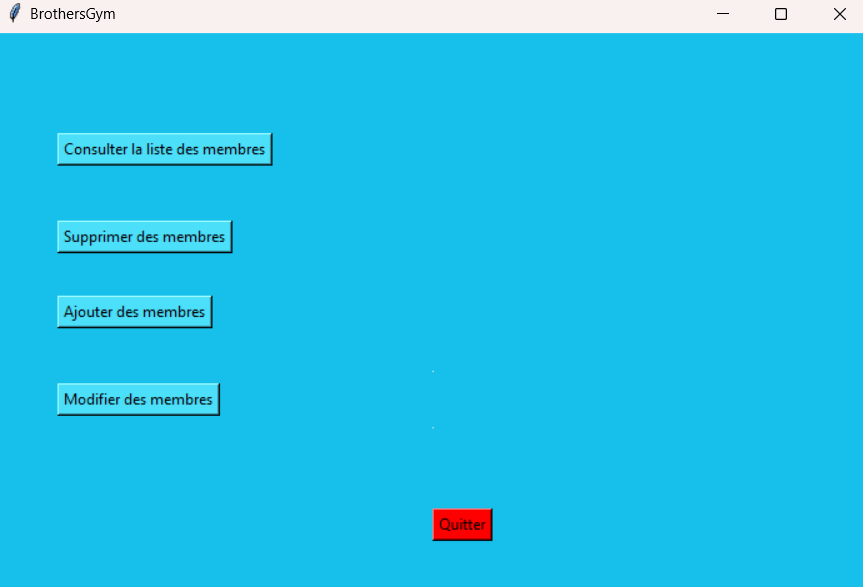 BrothersGym
Consulter la liste des membres
Supprimer des membres
Ajouter des membres
Modifier des membres
Quitter